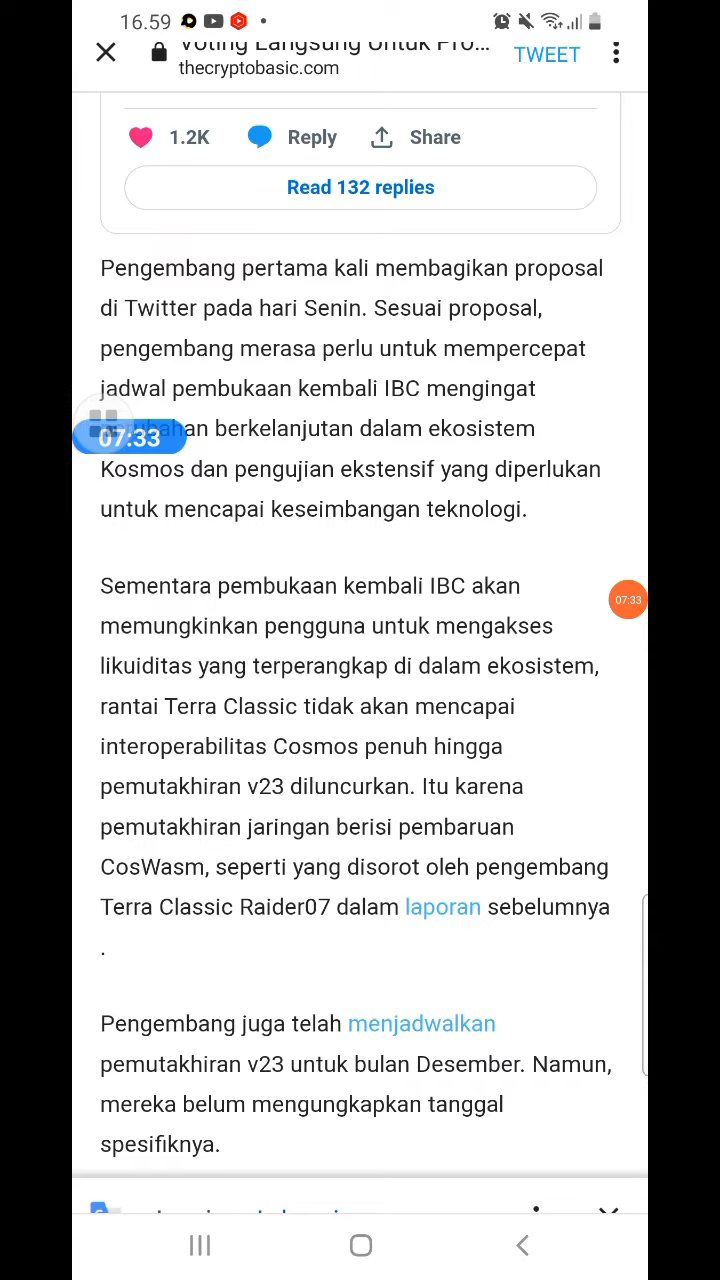 16.59
Voting Langsung Untuk Pro...
thecryptobasic.com
TWEET
1.2K Reply Share
Read 132 replies
Pengembang pertama kali membagikan proposal
di Twitter pada hari Senin. Sesuai proposal,
pengembang merasa perlu untuk mempercepat
jadwal pembukaan kembali IBC mengingat
07:33 berkelanjutan dalam ekosistem
Kosmos dan pengujian ekstensif yang diperlukan
untuk mencapai keseimbangan teknologi.
Sementara pembukaan kembali IBC akan
07:33
memungkinkan pengguna untuk mengakses
likuiditas yang terperangkap di dalam ekosistem,
rantai Terra Classic tidak akan mencapai
interoperabilitas Cosmos penuh hingga
pemutakhiran v23 diluncurkan. Itu karena
pemutakhiran jaringan berisi pembaruan
CosWasm, seperti yang disorot oleh pengembang
Terra Classic Raider07 dalam laporan sebelumnya
.
Pengembang juga telah menjadwalkan
pemutakhiran v23 untuk bulan Desember. Namun,
mereka belum mengungkapkan tanggal
spesifiknya.